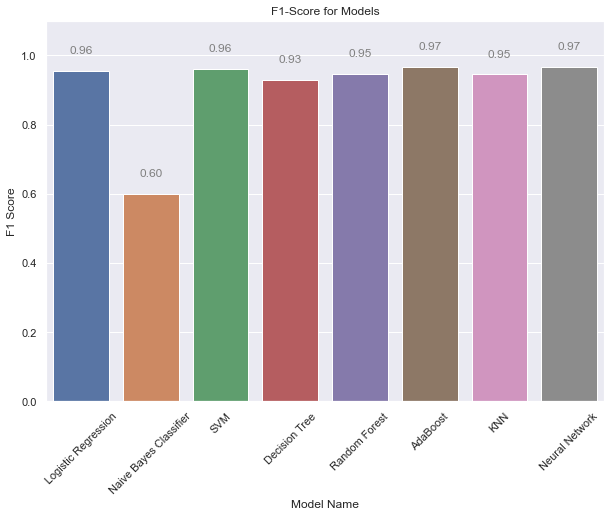 F1-Score for Models
F1 Score
1.0
0.8
0.6
0.4
0.2
0.0
0.96
0.60
0.96
0.93
0.95
0.97
0.95
0.97
Logistic Regression
Naive Bayes Classifier
SVM
Decision Tree
Random Forest
AdaBoost
KNN
Neural Network
Model Name